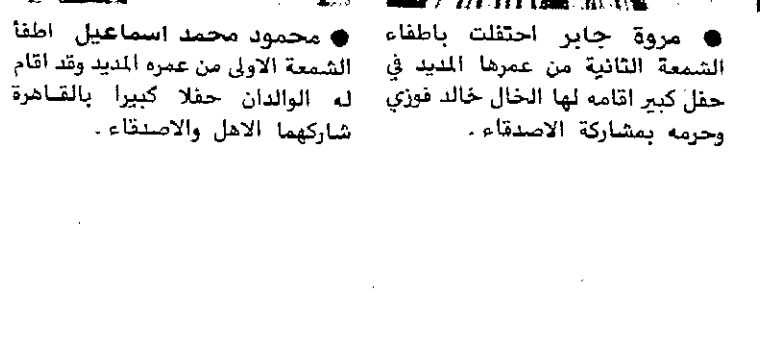 ● مروة جابر احتفلت باطفاء
الشمعة الثانية من عمرها المديد في
حفل كبير اقامه لها الخال خالد فوزي
وحرمه بمشاركة الاصدقاء .
● محمود محمد اسماعيل اطفأ
الشمعة الاولى من عمره المديد وقد اقام
له الوالدان حفلا كبيرا بالقاهرة
شاركهما الاهل والاصدقاء .